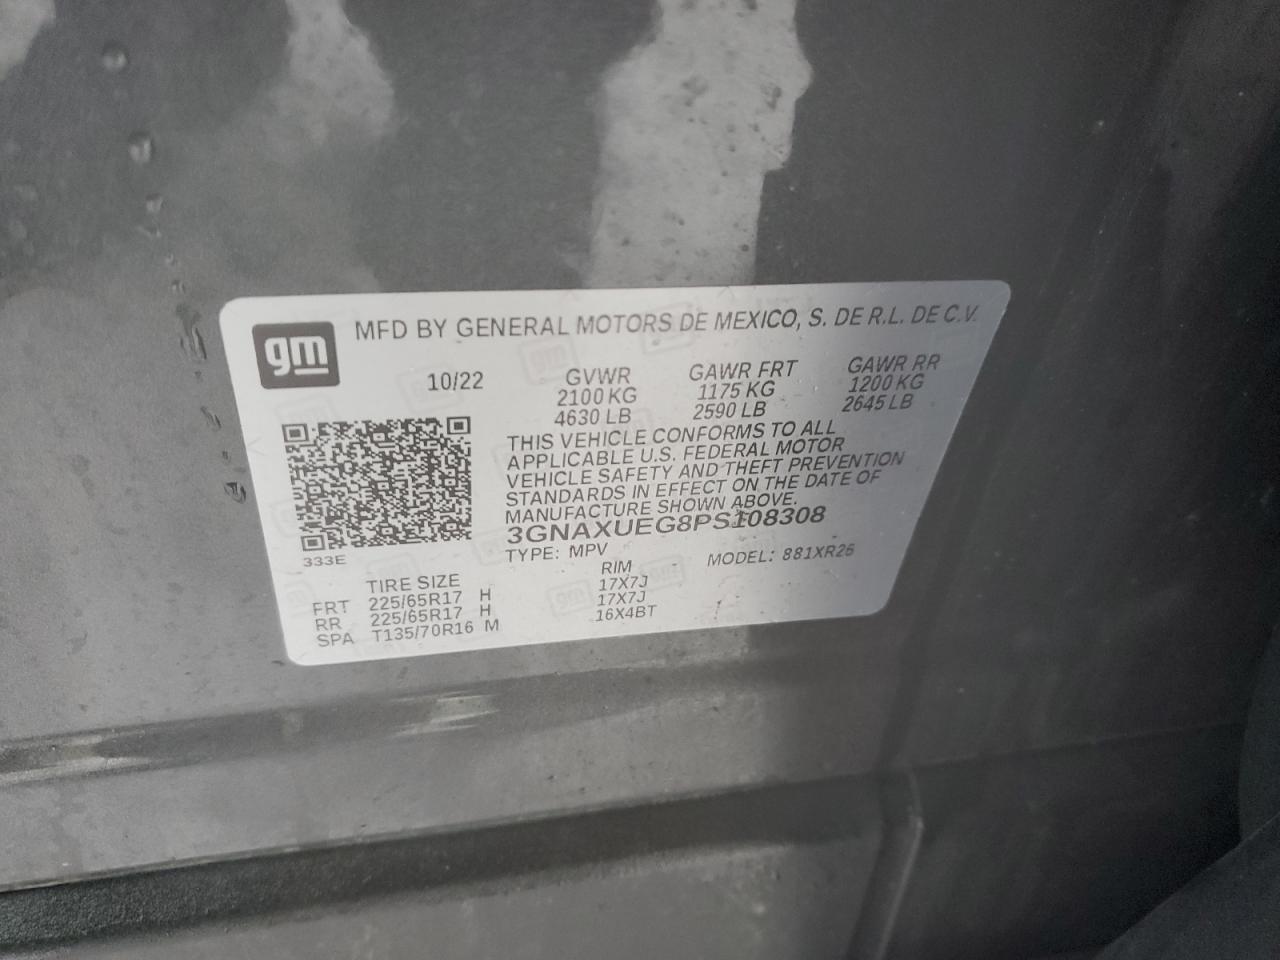 gm
MFD BY GENERAL MOTORS DE MEXICO, S. DE R.L. DE C.V.
10/22
GVWR GAWR FRT GAWR RR
2100 KG 1175 KG 1200 KG
4630 LB 2590 LB 2645 LB
THIS VEHICLE CONFORMS TO ALL
APPLICABLE U.S. FEDERAL MOTOR
VEHICLE SAFETY AND THEFT PREVENTION
STANDARDS IN EFFECT ON THE DATE OF
MANUFACTURE SHOWN ABOVE.
3GNAXUEG8PS108308
333E
TYPE: MPV MODEL: 881XR26
TIRE SIZE RIM
FRT 225/65R17 H 17X7J
RR 225/65R17 H 17X7J
SPA T135/70R16 M 16X4BT